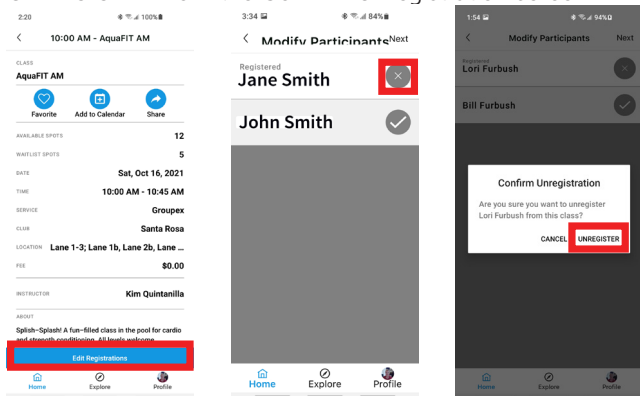 2:20
100%
10:00 AM - AquaFIT AM
CLASS
AquaFIT AM
Favorite Add to Calendar Share
AVAILABLE SPOTS 12
WAITLIST SPOTS 5
DATE Sat, Oct 16, 2021
TIME 10:00 AM - 10:45 AM
SERVICE Groupex
CLUB Santa Rosa
LOCATION Lane 1-3; Lane 1b, Lane 2b, Lane ...
FEE $0.00
INSTRUCTOR Kim Quintanilla
ABOUT
Splish-Splash! A fun-filled class in the pool for cardio
and strength conditioning. All levels welcome
Edit Registrations
Home Explore Profile
3:34
84%
Modify Participants Next
Registered
Jane Smith
John Smith
Home Explore Profile
1:54
94%
Modify Participants Next
Registered
Lori Furbush
Bill Furbush
Confirm Unregistration
Are you sure you want to unregister
Lori Furbush from this class?
CANCEL UNREGISTER
Home Explore Profile